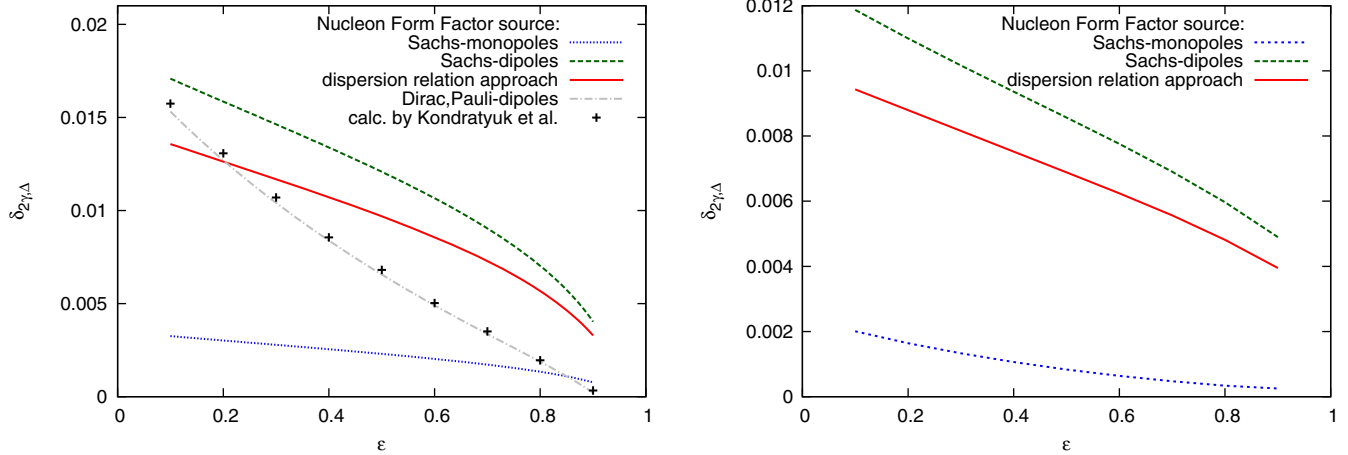 0.02
0.015
0.01
0.005
0
δ2γ,Δ
Nucleon Form Factor source:
Sachs-monopoles
Sachs-dipoles
dispersion relation approach
Dirac,Pauli-dipoles
calc. by Kondratyuk et al.
0 0.2 0.4 0.6 0.8 1
ε
0.012
0.01
0.008
0.006
0.004
0.002
0
δ2γ,Δ
Nucleon Form Factor source:
Sachs-monopoles
Sachs-dipoles
dispersion relation approach
0 0.2 0.4 0.6 0.8 1
ε